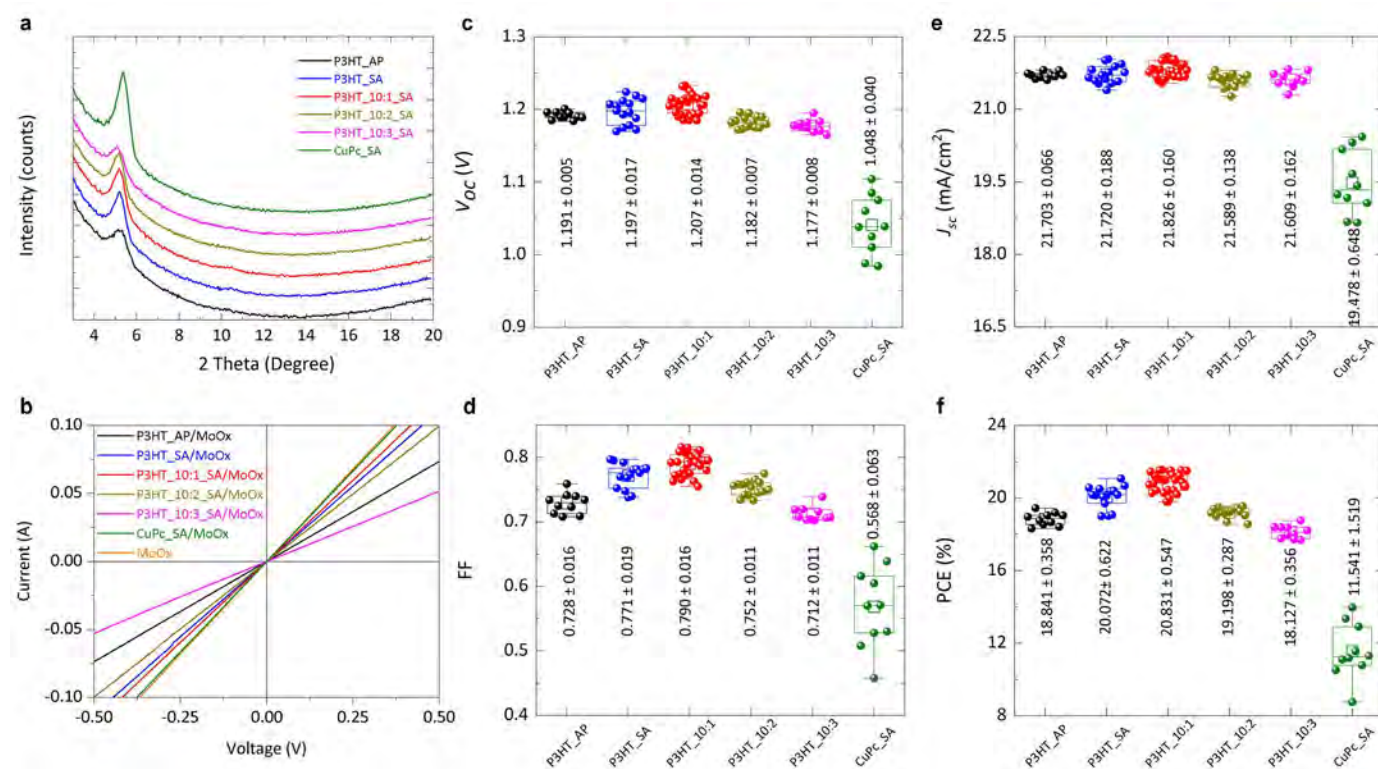 a
P3HT_AP
P3HT_SA
P3HT_10:1_SA
P3HT_10:2_SA
P3HT_10:3_SA
CuPc_SA
Intensity (counts)
4 6 8 10 12 14 16 18 20
2 Theta (Degree)
b
0.10
0.05
0.00
-0.05
-0.10
P3HT_AP/MoOx
P3HT_SA/MoOx
P3HT_10:1_SA/MoOx
P3HT_10:2_SA/MoOx
P3HT_10:3_SA/MoOx
CuPc_SA/MoOx
MoOx
Current (A)
-0.50 -0.25 0.00 0.25 0.50
Voltage (V)
c
1.3
1.2
1.1
1.0
0.9
VOC (V)
1.191 ± 0.005
1.197 ± 0.017
1.207 ± 0.014
1.182 ± 0.007
1.177 ± 0.008
1.048 ± 0.040
P3HT_AP
P3HT_SA
P3HT_10:1
P3HT_10:2
P3HT_10:3
CuPc_SA
d
0.8
0.7
0.6
0.5
0.4
FF
0.728 ± 0.016
0.771 ± 0.019
0.790 ± 0.016
0.752 ± 0.011
0.712 ± 0.011
0.568 ± 0.063
P3HT_AP
P3HT_SA
P3HT_10:1
P3HT_10:2
P3HT_10:3
CuPc_SA
e
22.5
21.0
19.5
18.0
16.5
Jsc (mA/cm²)
21.703 ± 0.066
21.720 ± 0.188
21.826 ± 0.160
21.589 ± 0.138
21.609 ± 0.162
19.478 ± 0.648
P3HT_AP
P3HT_SA
P3HT_10:1
P3HT_10:2
P3HT_10:3
CuPc_SA
f
24
20
16
12
8
PCE (%)
18.841 ± 0.358
20.072± 0.622
20.831 ± 0.547
19.198 ± 0.287
18.127 ± 0.356
11.541 ± 1.519
P3HT_AP
P3HT_SA
P3HT_10:1
P3HT_10:2
P3HT_10:3
CuPc_SA